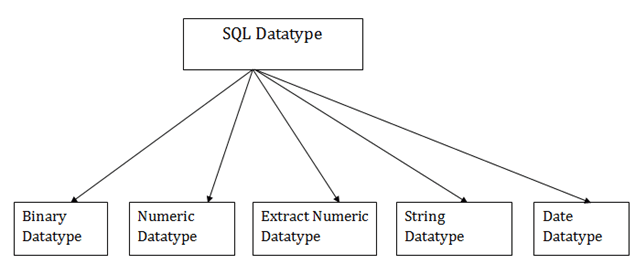 SQL Datatype
Binary
Datatype
Numeric
Datatype
Extract Numeric
Datatype
String
Datatype
Date
Datatype